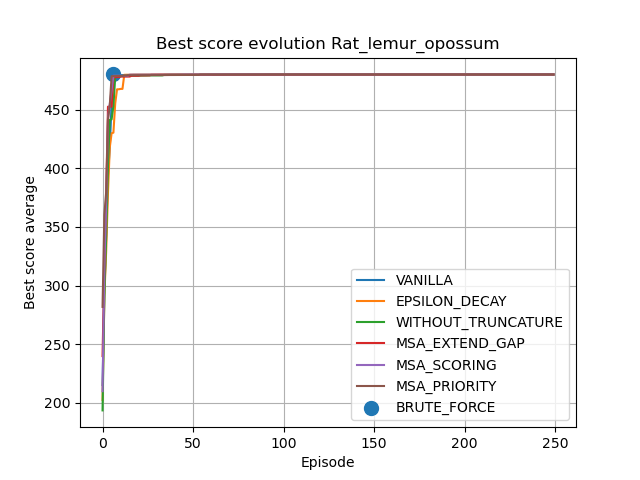 Best score evolution Rat_lemur_opossum
Best score average
450
400
350
300
250
200
VANILLA
EPSILON_DECAY
WITHOUT_TRUNCATURE
MSA_EXTEND_GAP
MSA_SCORING
MSA_PRIORITY
BRUTE_FORCE
0 50 100 150 200 250
Episode